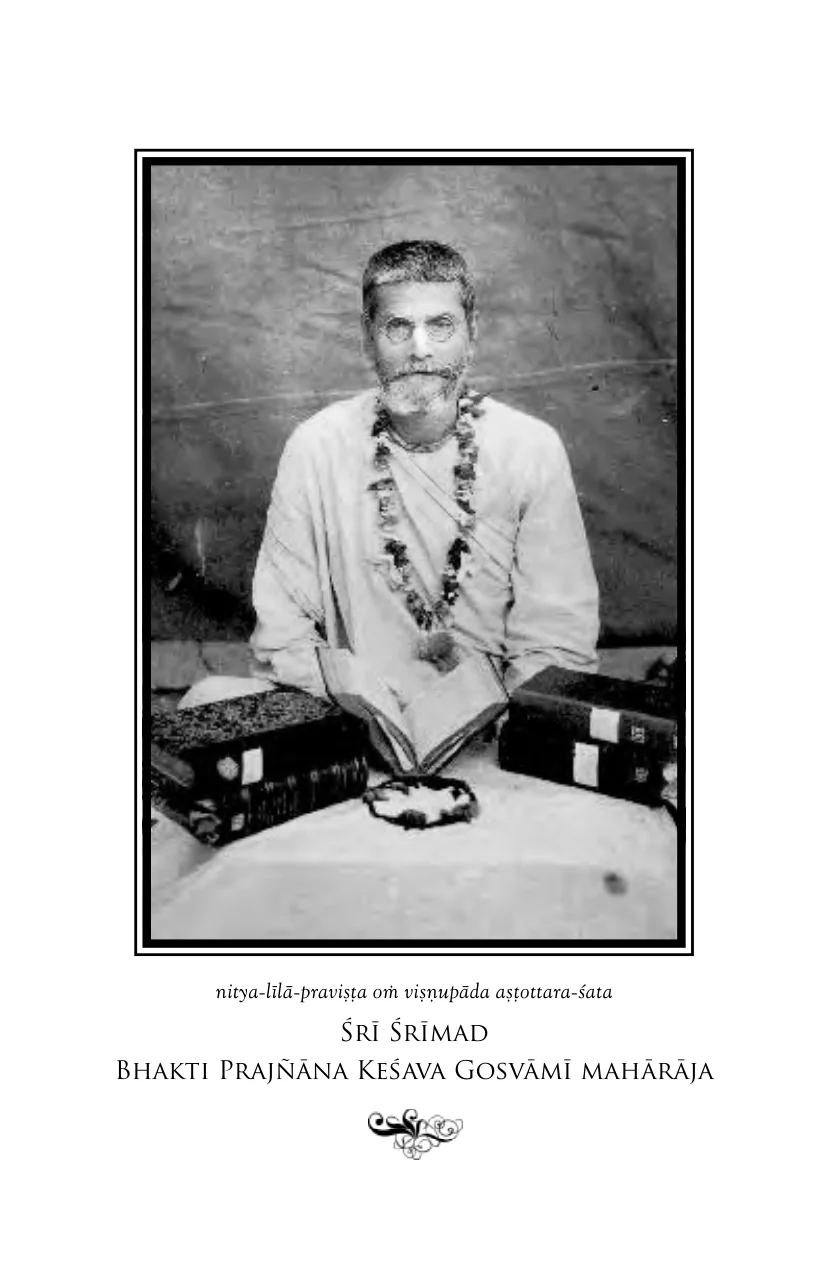 nitya-līlā-praviṣṭa oṁ viṣṇupāda aṣṭottara-śata
Śrī Śrīmad
Bhakti Prajñāna Keśava Gosvāmī mahārāja